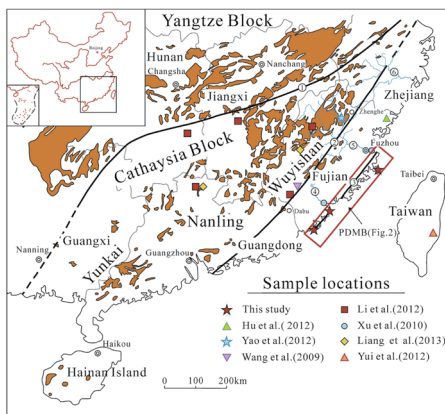 Yangtze Block
Beijing
Hunan
Nanchang
Changsha
Jiangxi
Zhejiang
Zhenghe
Cathaysia Block
Wuyishan
Fuzhou
Fujian
Taibei
Nanling
Dabu
Taiwan
PDMB(Fig.2)
Guangxi
Guangdong
Nanning
Yunkai
Guangzhou
Sample locations
This study
Li et al.(2012)
Hu et al.( 2012)
Xu et al.(2010)
Yao et al.(2012)
Liang et al.(2013)
Wang et al.(2009)
Yui et al.(2012)
Haikou
Hainan Island
0 100 200km